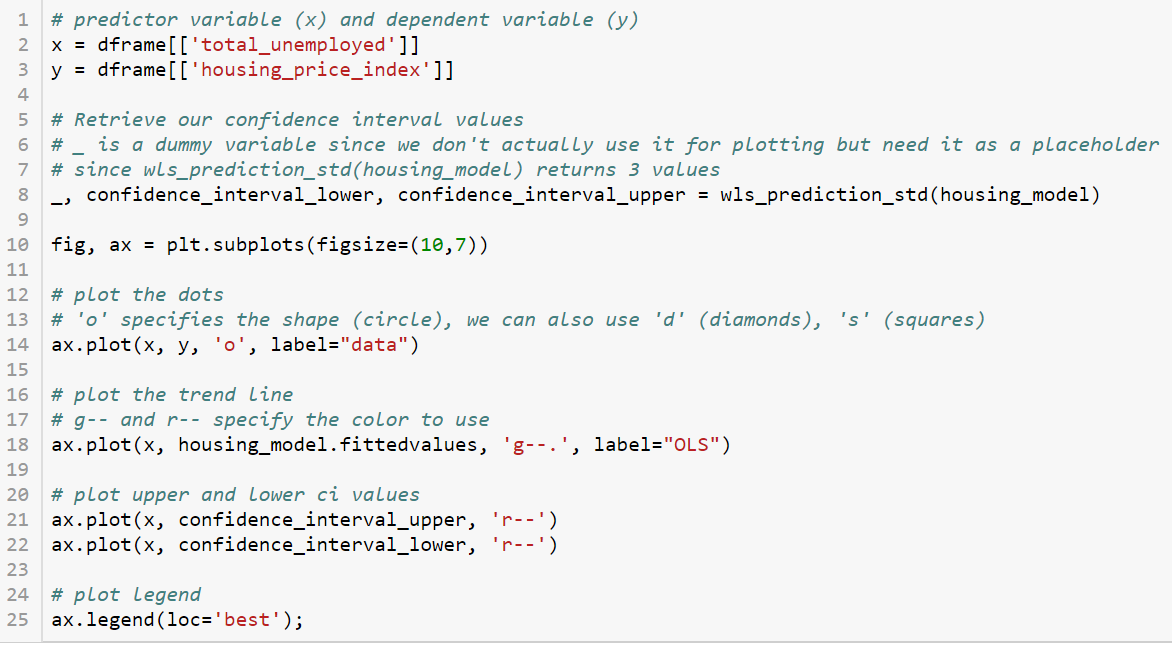 1 # predictor variable (x) and dependent variable (y)
2 x = dframe[['total_unemployed']]
3 y = dframe[['housing_price_index']]
4
5 # Retrieve our confidence interval values
6 # _ is a dummy variable since we don't actually use it for plotting but need it as a placeholder
7 # since wls_prediction_std(housing_model) returns 3 values
8 _, confidence_interval_lower, confidence_interval_upper = wls_prediction_std(housing_model)
9
10 fig, ax = plt.subplots(figsize=(10,7))
11
12 # plot the dots
13 # 'o' specifies the shape (circle), we can also use 'd' (diamonds), 's' (squares)
14 ax.plot(x, y, 'o', label="data")
15
16 # plot the trend line
17 # g-- and r-- specify the color to use
18 ax.plot(x, housing_model.fittedvalues, 'g--.', label="OLS")
19
20 # plot upper and lower ci values
21 ax.plot(x, confidence_interval_upper, 'r--')
22 ax.plot(x, confidence_interval_lower, 'r--')
23
24 # plot legend
25 ax.legend(loc='best');